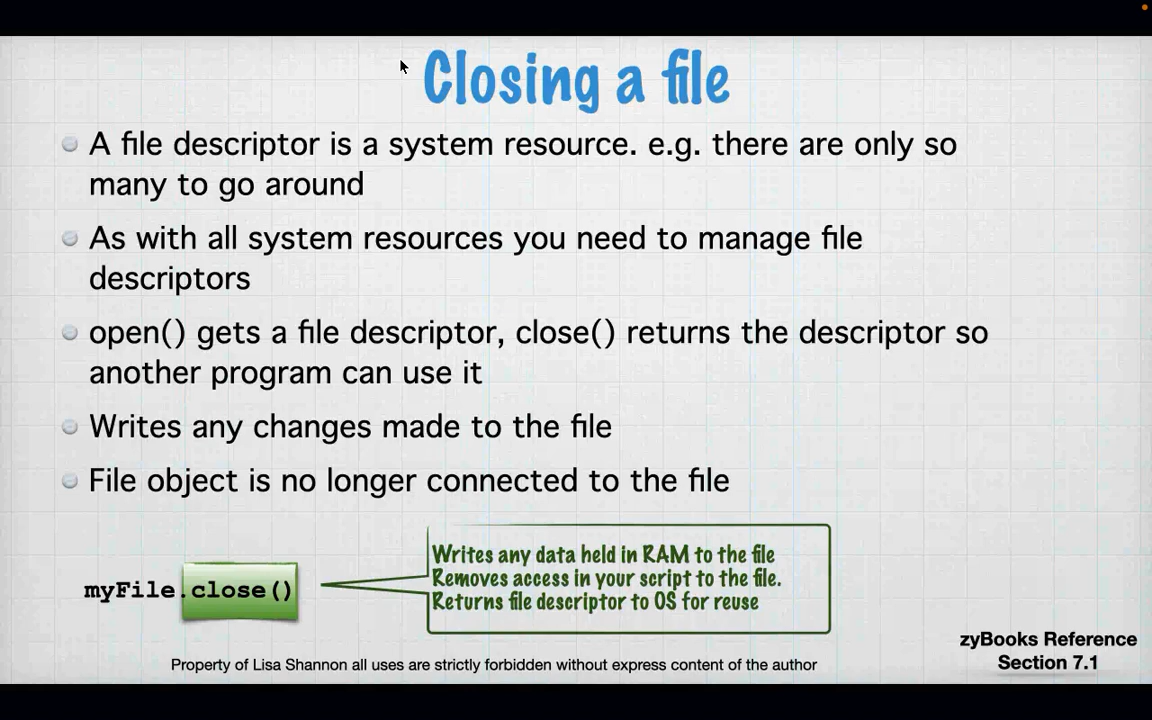 Closing a file
A file descriptor is a system resource. e.g. there are only so
many to go around
As with all system resources you need to manage file
descriptors
open() gets a file descriptor, close() returns the descriptor so
another program can use it
Writes any changes made to the file
File object is no longer connected to the file
Writes any data held in RAM to the file
Removes access in your script to the file.
Returns file descriptor to OS for reuse
myFile.close()
zyBooks Reference
Section 7.1
Property of Lisa Shannon all uses are strictly forbidden without express content of the author